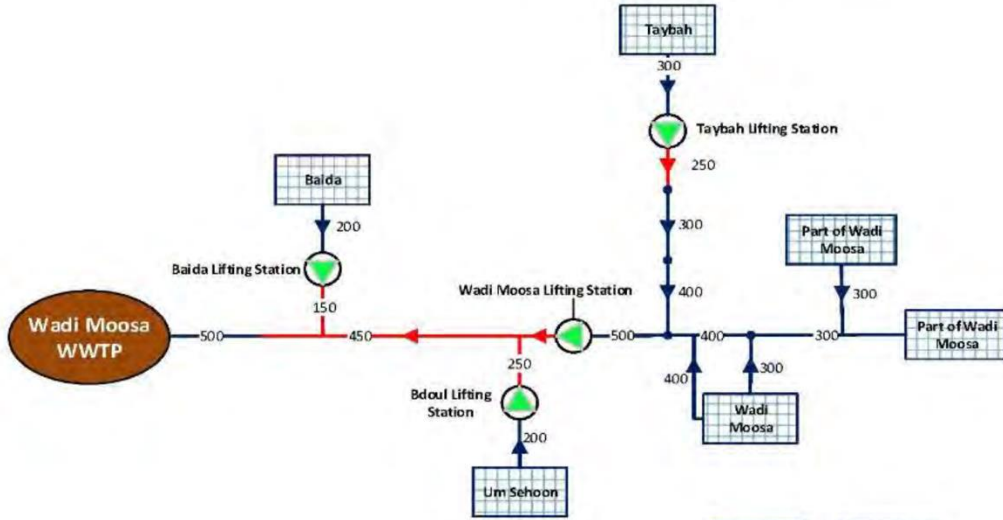 Taybah
300
Taybah Lifting Station
250
Baida
200
300
Part of Wadi
Moosa
Baida Lifting Station
Wadi Moosa Lifting Station
150
400
300
Wadi Moosa
WWTP
500
450
500
400
300
Part of Wadi
Moosa
250
400
300
Bdoul Lifting
Station
Wadi
Moosa
200
Um Sehoon